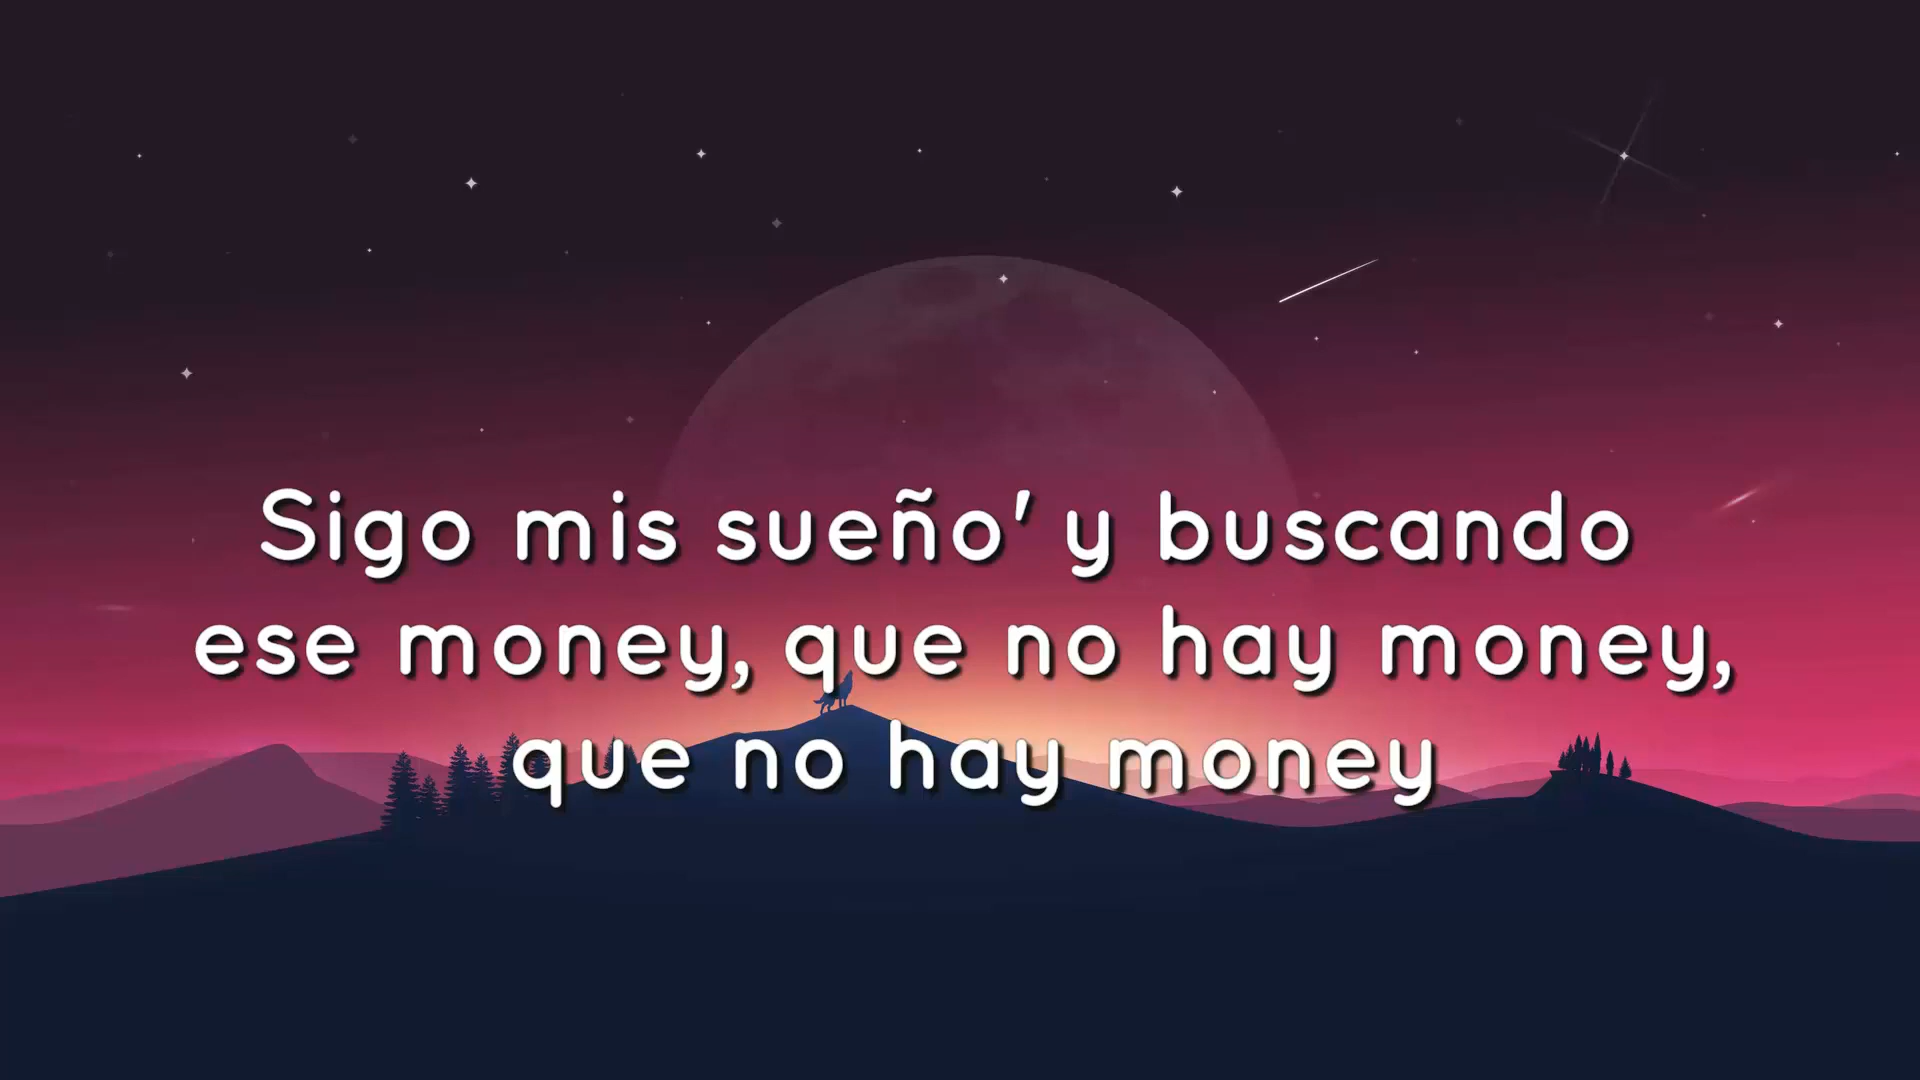 Sigo mis sueño' y buscando
ese money, que no hay money,
que no hay money